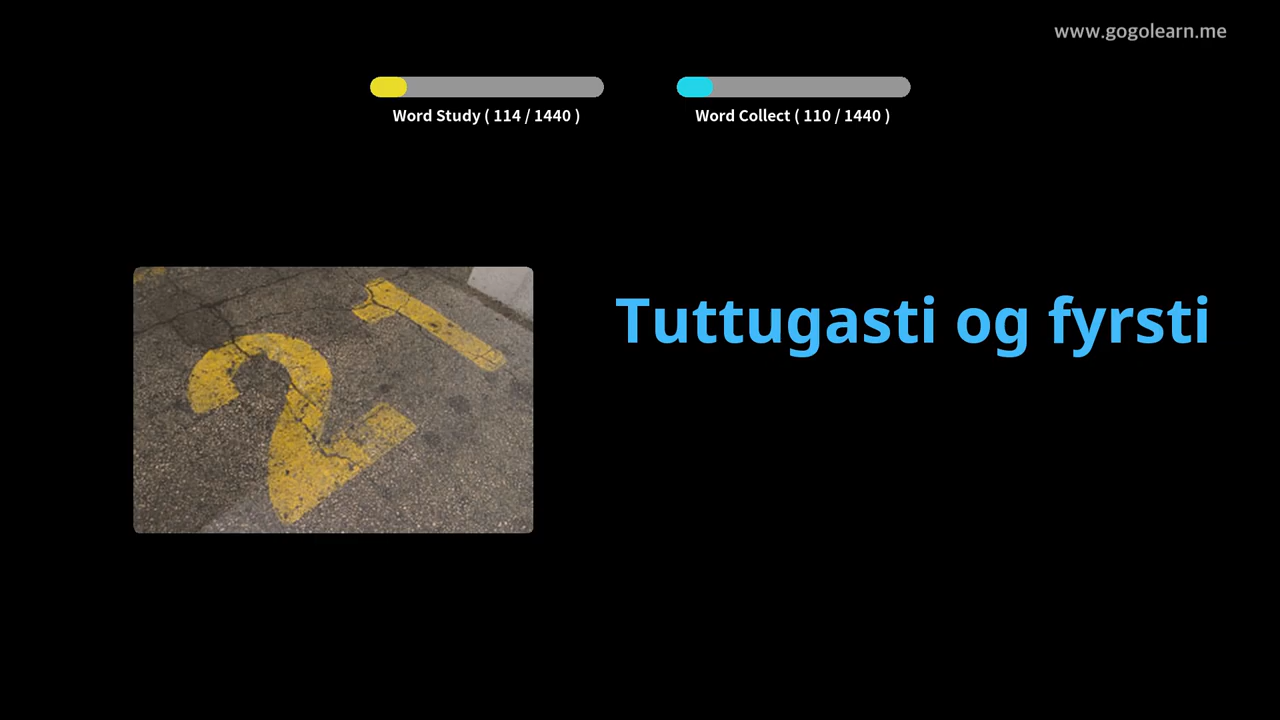 www.gogolearn.me
Word Study ( 114 / 1440 )
Word Collect ( 110 / 1440 )
21
Tuttugasti og fyrsti